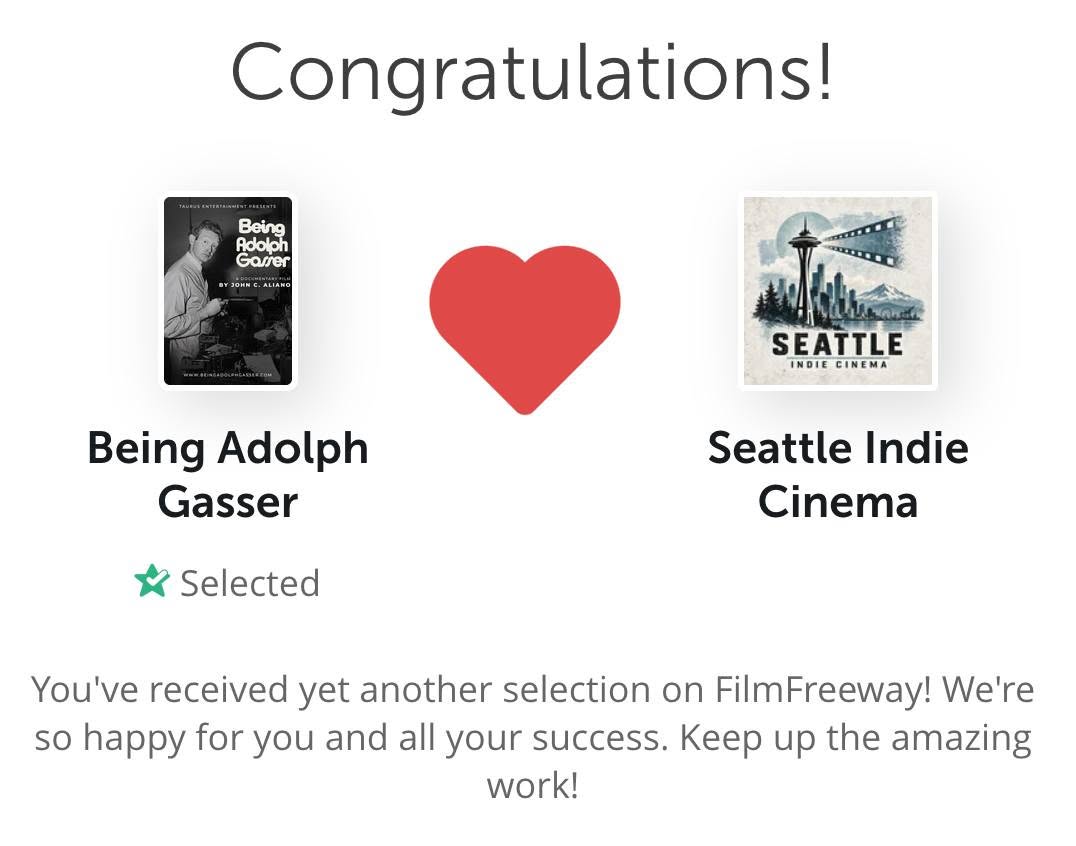 Congratulations!
TAURUS ENTERTAINMENT PRESENTS
Being
Adolph
Gasser
A DOCUMENTARY FILM
BY JOHN C. ALIANO
WWW.BEINGADOLPHGASSER.COM
SEATTLE
INDIE CINEMA
Being Adolph
Gasser
Seattle Indie
Cinema
Selected
You've received yet another selection on FilmFreeway! We're
so happy for you and all your success. Keep up the amazing
work!